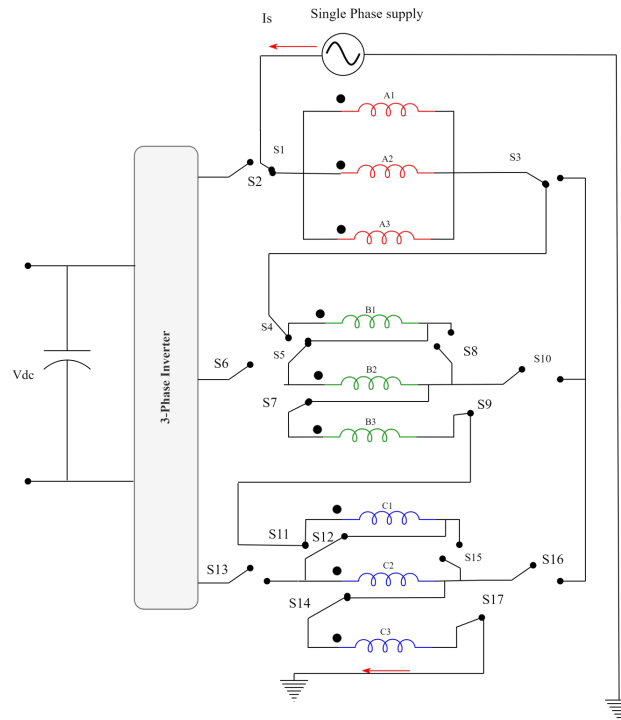 Single Phase supply
Is
A1
S1
A2
S3
S2
A3
B1
S4
S5
S8
S6
S10
B2
Vdc
3-Phase Inverter
S7
S9
B3
C1
S11
S12
S15
S13
S16
C2
S14
S17
C3